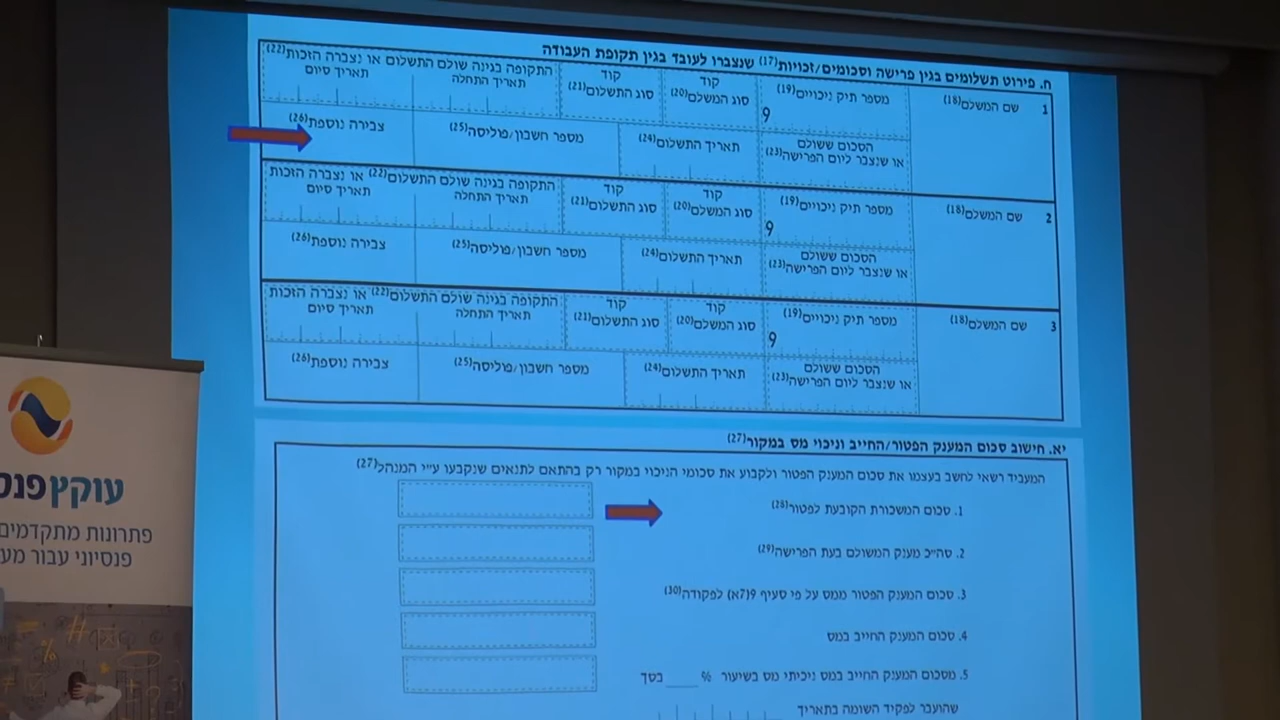 ח. פירוט תשלומים בגין פרישה וסכומים/זכויות(17) שנצברו לעובד בגין תקופת העבודה
1 שם המשלם(18) מספר תיק ניכויים(19) 9 קוד סוג המשלם(20) קוד סוג התשלום(21) התקופה בגינה שולם התשלום או נצברה הזכות(22)
תאריך התחלה תאריך סיום
הסכום ששולם או שנצבר ליום הפרישה(23) תאריך התשלום(24) מספר חשבון/פוליסה(25) צבירה נוספת(26)
2 שם המשלם(18) מספר תיק ניכויים(19) 9 קוד סוג המשלם(20) קוד סוג התשלום(21) התקופה בגינה שולם התשלום(22) או נצברה הזכות
תאריך התחלה תאריך סיום
הסכום ששולם או שנצבר ליום הפרישה(23) תאריך התשלום(24) מספר חשבון/פוליסה(25) צבירה נוספת(26)
3 שם המשלם(18) מספר תיק ניכויים(19) 9 קוד סוג המשלם(20) קוד סוג התשלום(21) התקופה בגינה שולם התשלום(22) או נצברה הזכות
תאריך התחלה תאריך סיום
הסכום ששולם או שנצבר ליום הפרישה(23) תאריך התשלום(24) מספר חשבון/פוליסה(25) צבירה נוספת(26)
יא. חישוב סכום המענק הפטור/החייב וניכוי מס במקור(27)
המעביד רשאי לחשב בעצמו את סכום המענק הפטור ולקבוע את סכומי הניכוי במקור רק בהתאם לתנאים שנקבעו ע״י המנהל(27)
1. סכום המשכורת הקובעת לפטור(28)
2. סה״כ מענק המשולם בעת הפרישה(29)
3. סכום המענק הפטור ממס על פי סעיף 9(7א) לפקודה(30)
4. סכום המענק החייב במס
5. מסכום המענק החייב במס ניכיתי מס בשיעור % ____ בסך
שהועבר לפקיד השומה בתאריך
עוקץ פנס
פתרונות מתקדמים
פנסיוני עבור מע